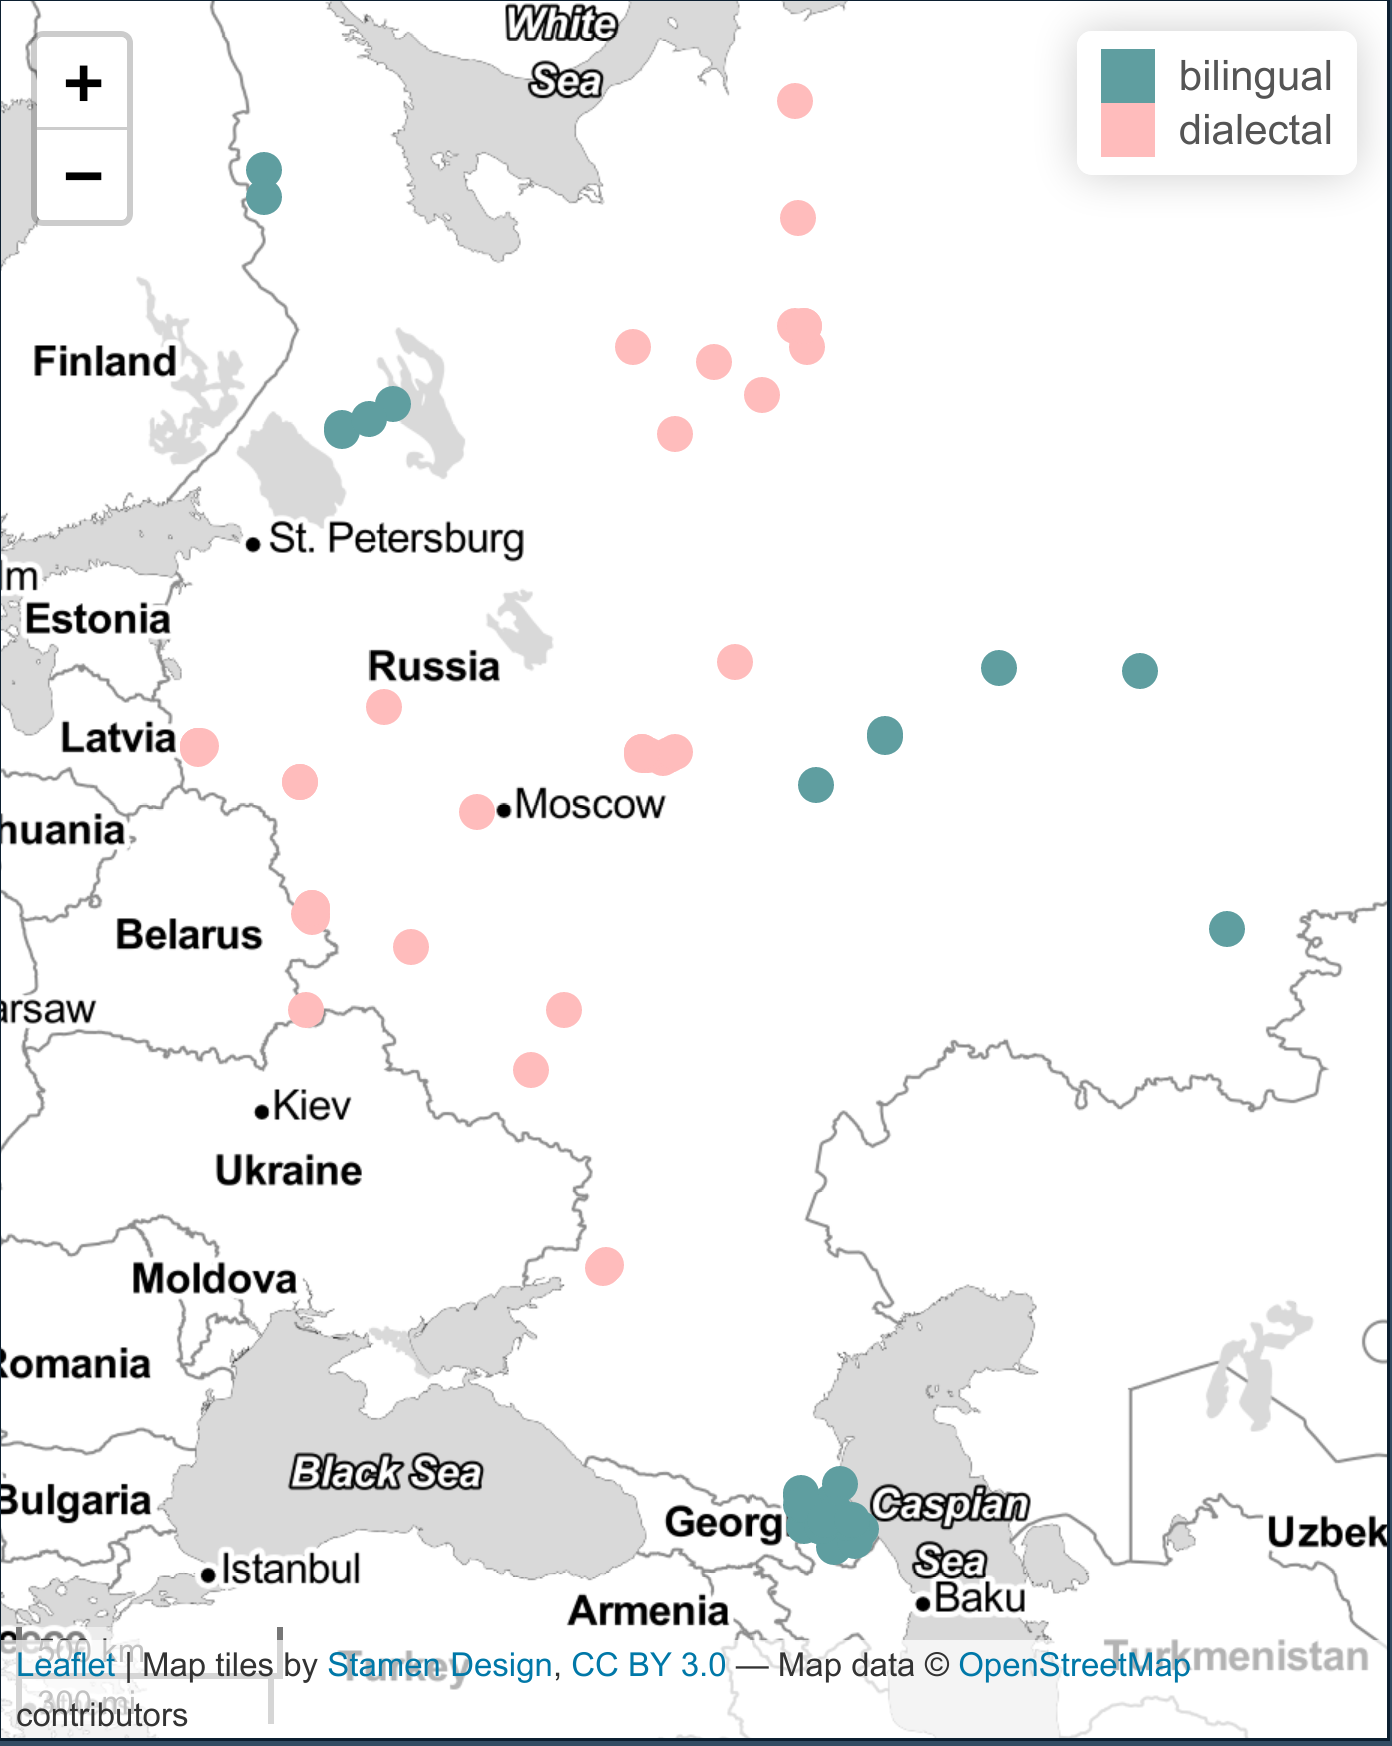 White
Sea
+
−
bilingual
dialectal
Finland
St. Petersburg
lm
Estonia
Russia
Latvia
Moscow
huania
Belarus
arsaw
Kiev
Ukraine
Moldova
Romania
Black Sea
Bulgaria
Georgi
Caspian
Sea
Uzbek
Istanbul
Baku
Armenia
500 km
Turkey
Turkmenistan
Leaflet | Map tiles by Stamen Design, CC BY 3.0 — Map data © OpenStreetMap
300 mi
contributors